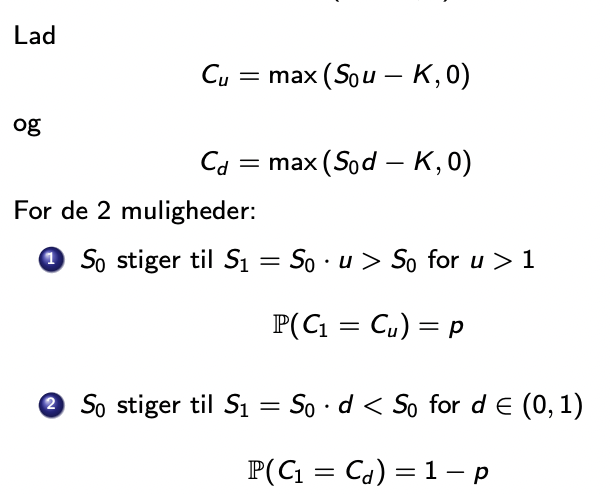 Lad
C_u = max (S_0u − K, 0)
og
C_d = max (S_0d − K, 0)
For de 2 muligheder:
1 S_0 stiger til S_1 = S_0 · u > S_0 for u > 1
ℙ(C_1 = C_u) = p
2 S_0 stiger til S_1 = S_0 · d < S_0 for d ∈ (0, 1)
ℙ(C_1 = C_d) = 1 − p